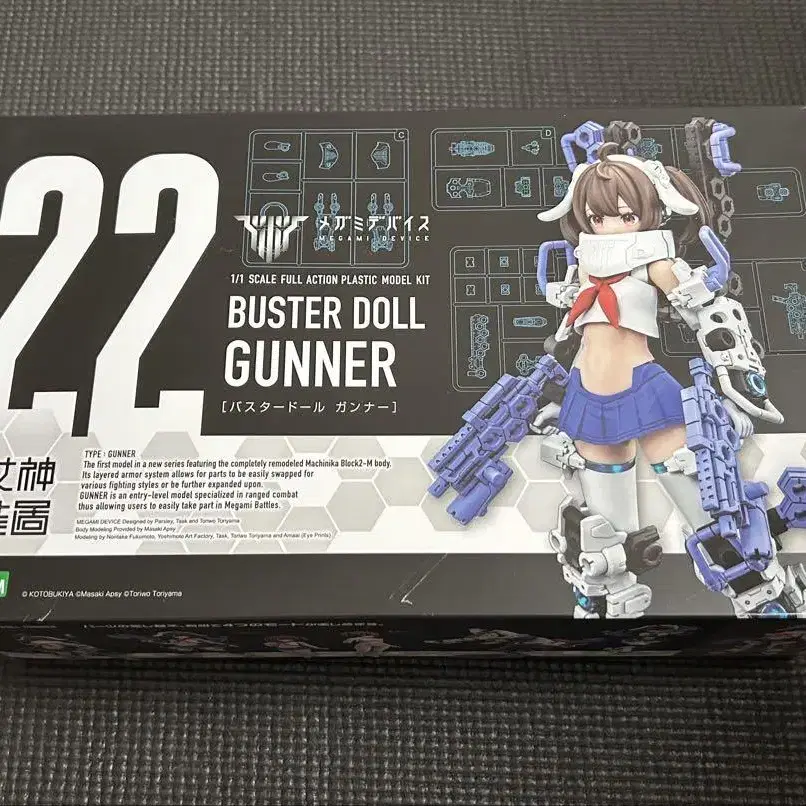 22
C
D
メガミデバイス
MEGAMI DEVICE
1/1 SCALE FULL ACTION PLASTIC MODEL KIT
BUSTER DOLL
GUNNER
[バスタードール ガンナー]
女神
装置
TYPE : GUNNER
The first model in a new series featuring the completely remodeled Machinika Block2-M body.
Its layered armor system allows for parts to be easily swapped for
various fighting styles or be further expanded upon.
GUNNER is an entry-level model specialized in ranged combat
thus allowing users to easily take part in Megami Battles.
MEGAMI DEVICE Designed by Parsley, Task and Toriwo Toriyama
Body Modeling Provided by Masaki Apsy
Modeling by Noritake Fukumoto, Yoshimoto Art Factory, Task, Toriwo Toriyama and Amaai (Eye Prints)
M
© KOTOBUKIYA ©Masaki Apsy ©Toriwo Toriyama